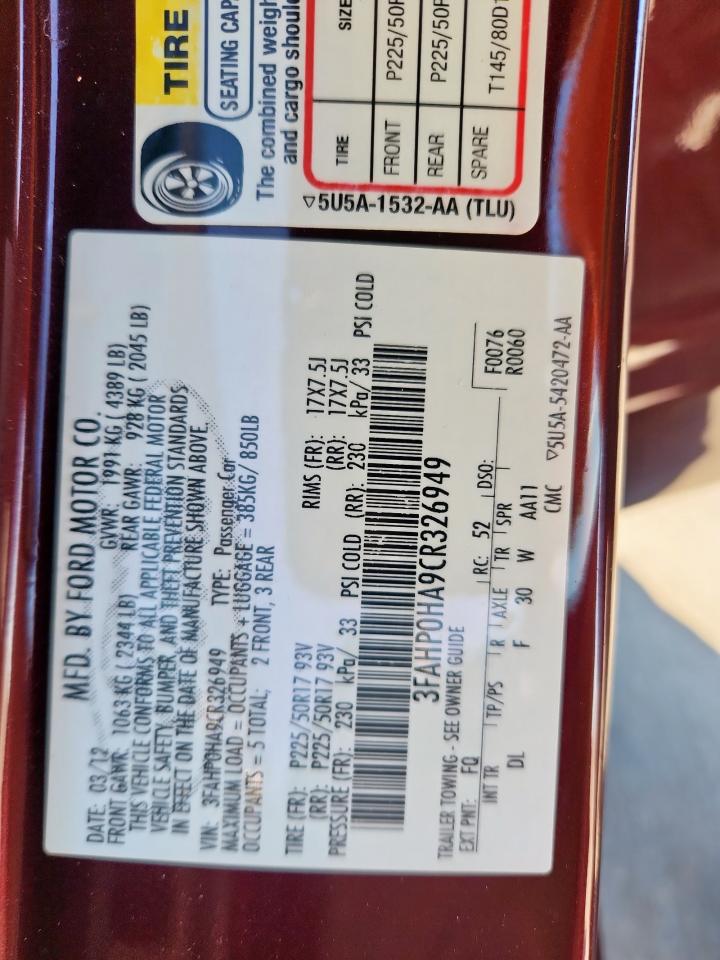 TIRE
SEATING CAP
The combined weigh
and cargo shoul
TIRE SIZE
FRONT P225/50R
REAR P225/50R
SPARE T145/80D1
▽5U5A-1532-AA (TLU)
MFD. BY FORD MOTOR CO.
DATE: 03/12 GVWR: 1991 KG ( 4389 LB)
FRONT GAWR: 1063 KG ( 2344 LB) REAR GAWR: 928 KG ( 2045 LB)
THIS VEHICLE CONFORMS TO ALL APPLICABLE FEDERAL MOTOR
VEHICLE SAFETY, BUMPER, AND THEFT PREVENTION STANDARDS
IN EFFECT ON THE DATE OF MANUFACTURE SHOWN ABOVE.
VIN: 3FAHP0HA9CR326949 TYPE: Passenger Car
MAXIMUM LOAD = OCCUPANTS + LUGGAGE = 385KG/ 850LB
OCCUPANTS = 5 TOTAL; 2 FRONT, 3 REAR
TIRE (FR): P225/50R17 93V RIMS (FR): 17X7.5J
(RR): P225/50R17 93V (RR): 17X7.5J
PRESSURE (FR): 230 kPa/ 33 PSI COLD (RR): 230 kPa/ 33 PSI COLD
3FAHP0HA9CR326949
TRAILER TOWING - SEE OWNER GUIDE
EXT PNT: FQ RC: 52 DSO: F0076
R0060
INT TR TP/PS R AXLE TR SPR
DL F 30 W AA11
CMC ▽5U5A-5420472-AA